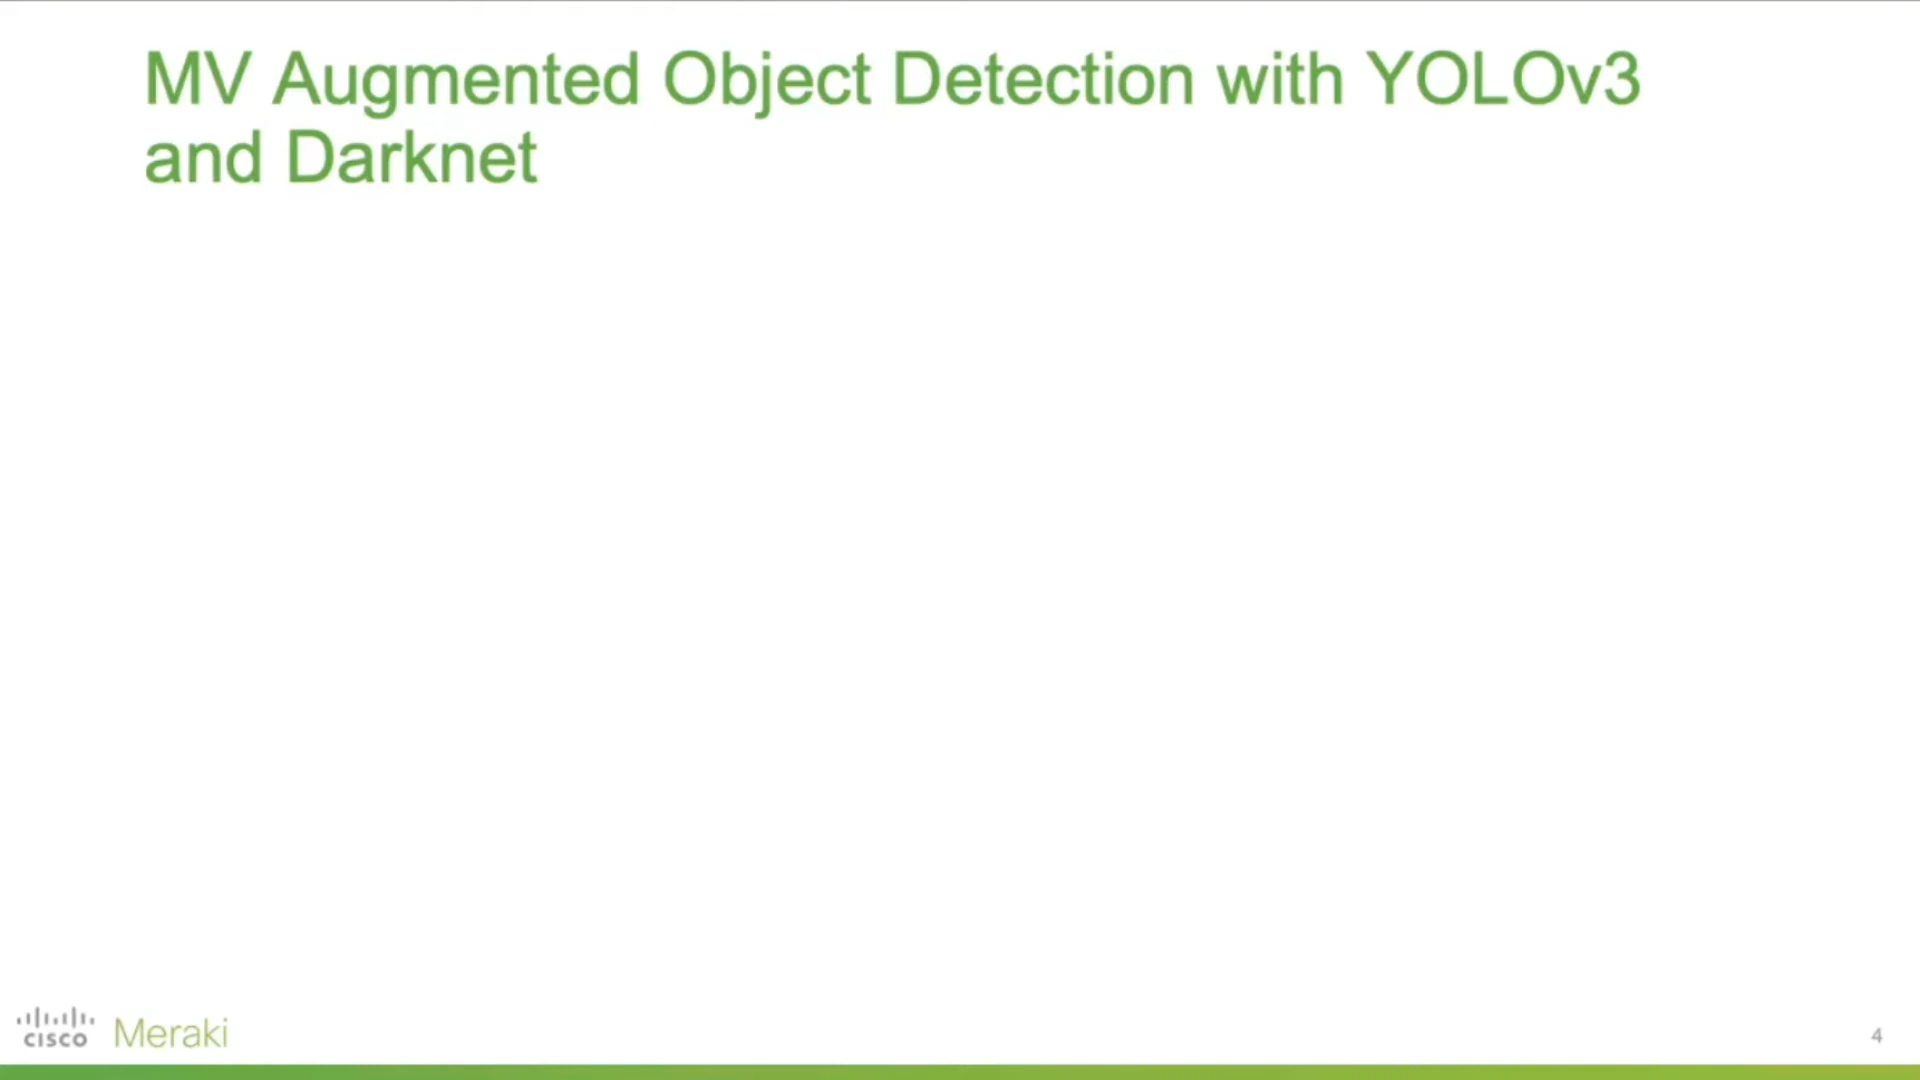 MV Augmented Object Detection with YOLOv3
and Darknet
cisco Meraki
4